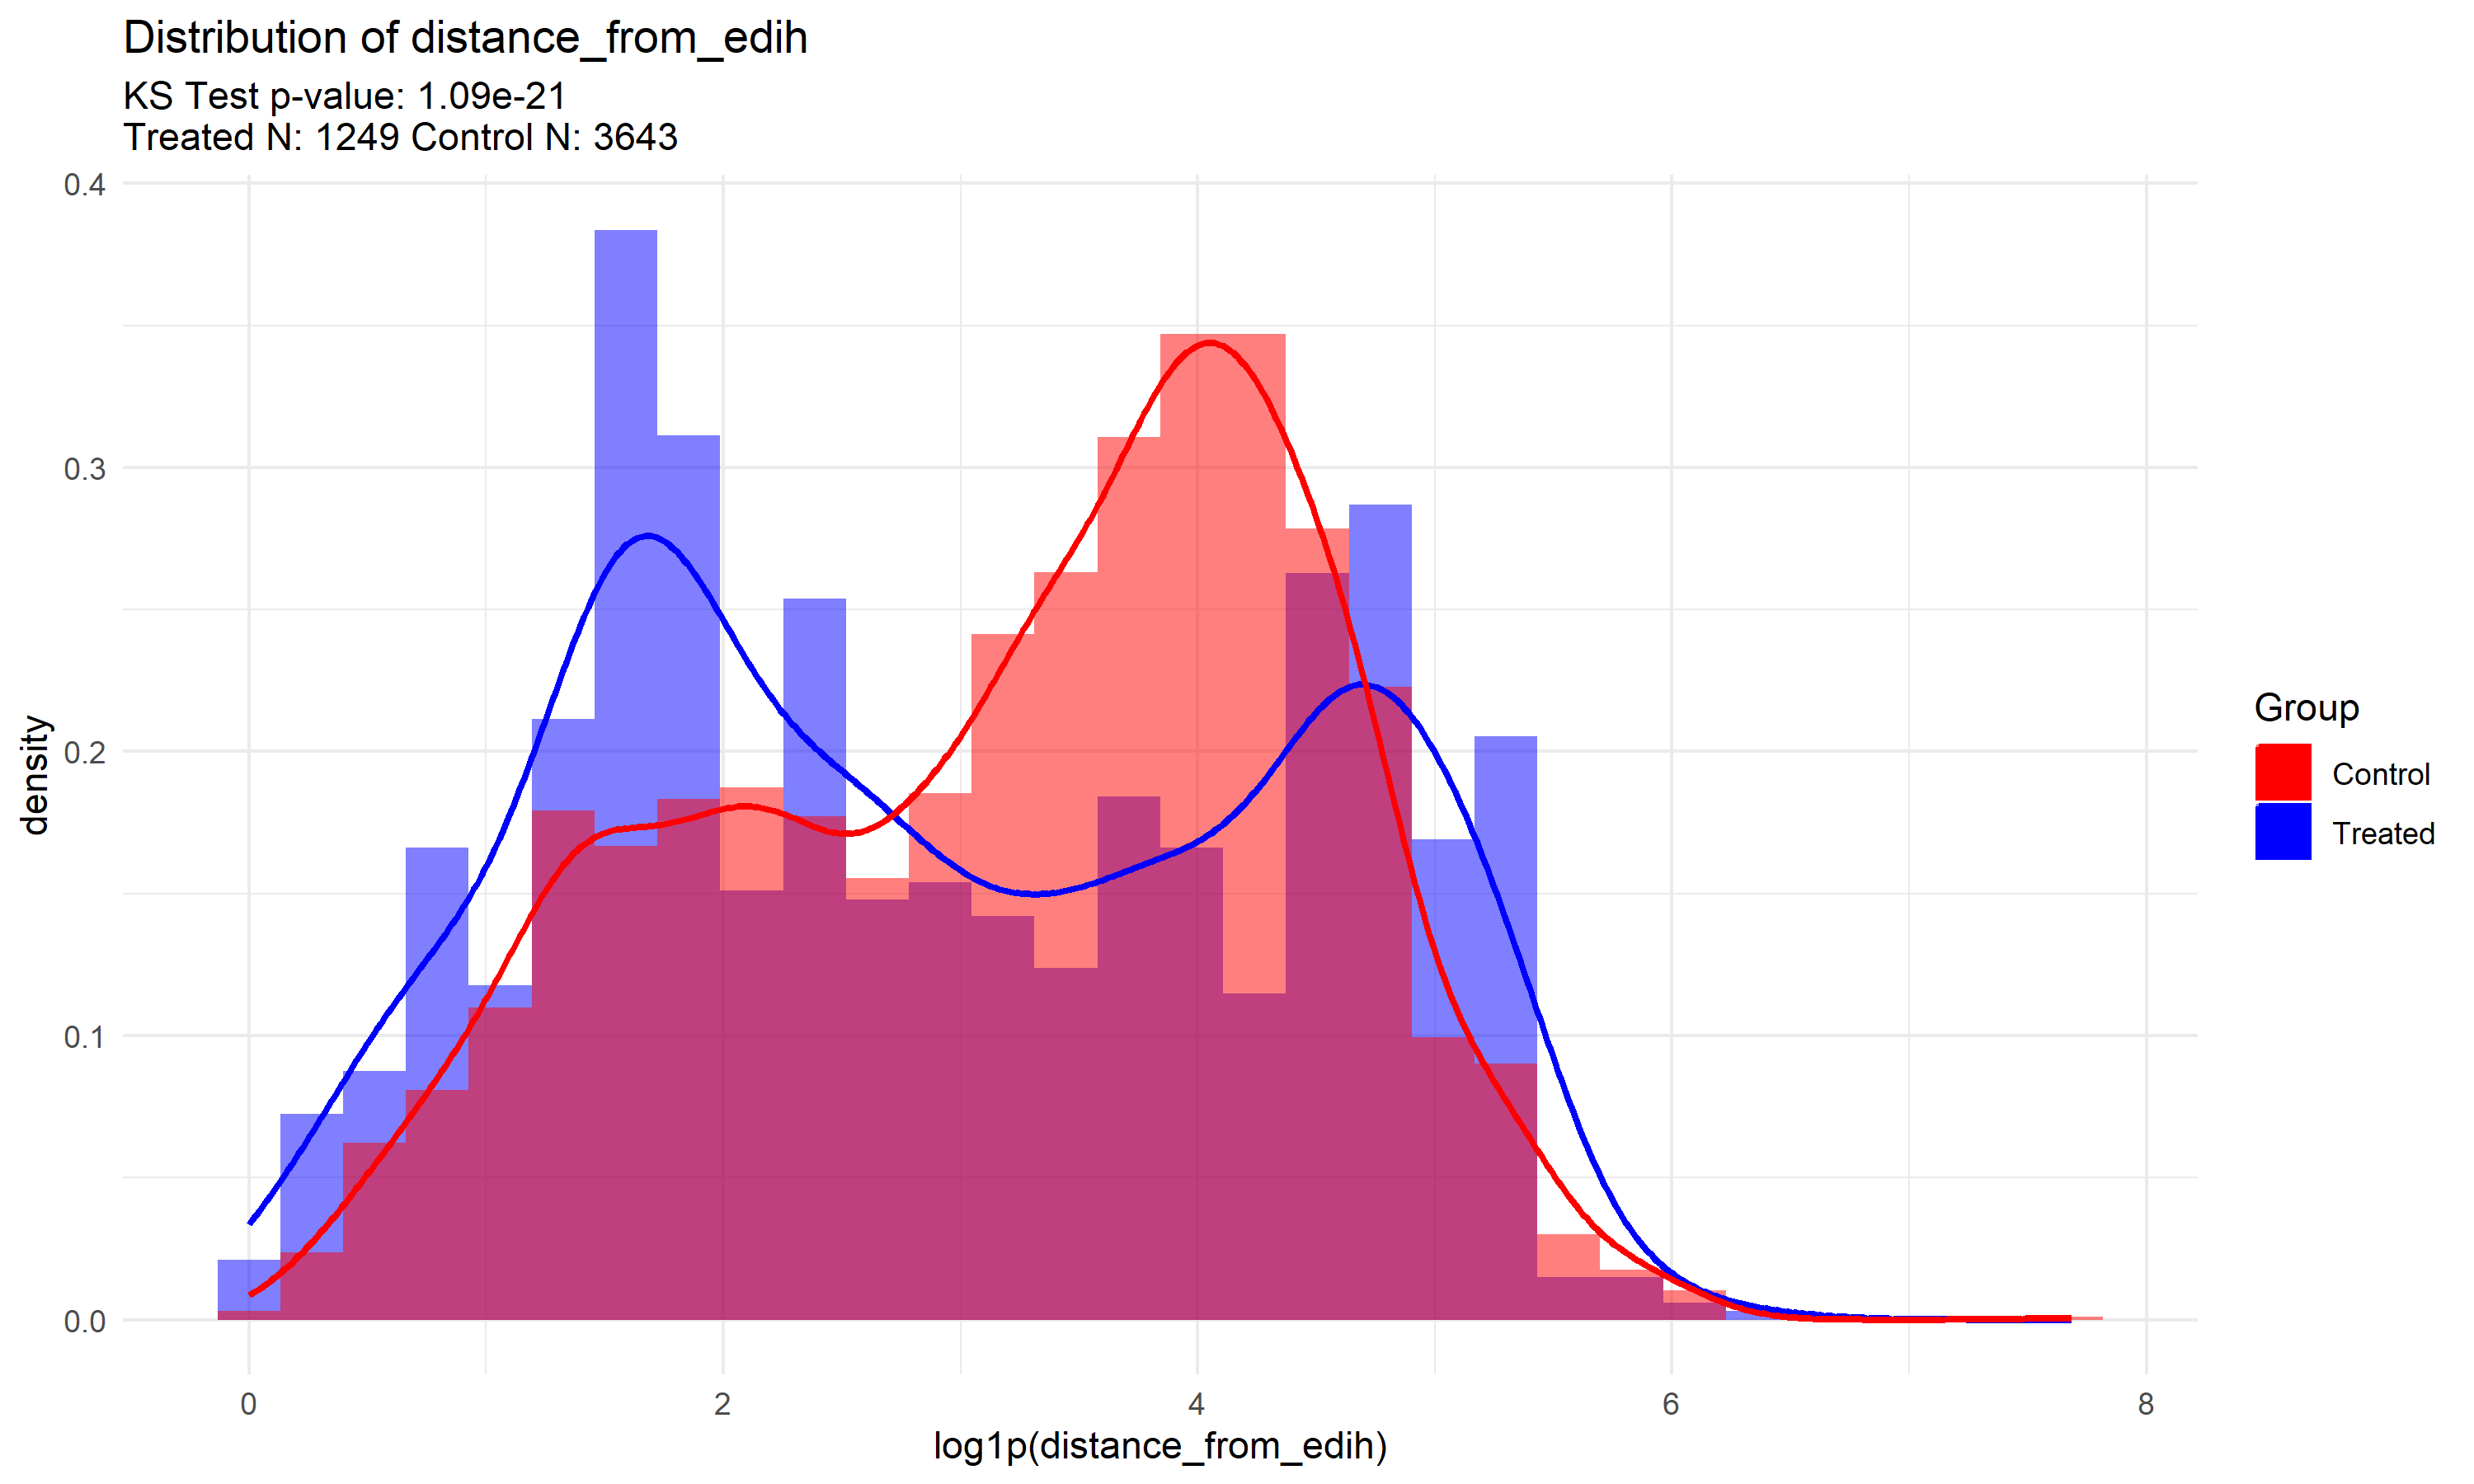 Distribution of distance_from_edih
KS Test p-value: 1.09e-21
Treated N: 1249 Control N: 3643
0.4
0.3
0.2
0.1
0.0
density
0
2
4
6
8
log1p(distance_from_edih)
Group
Control
Treated